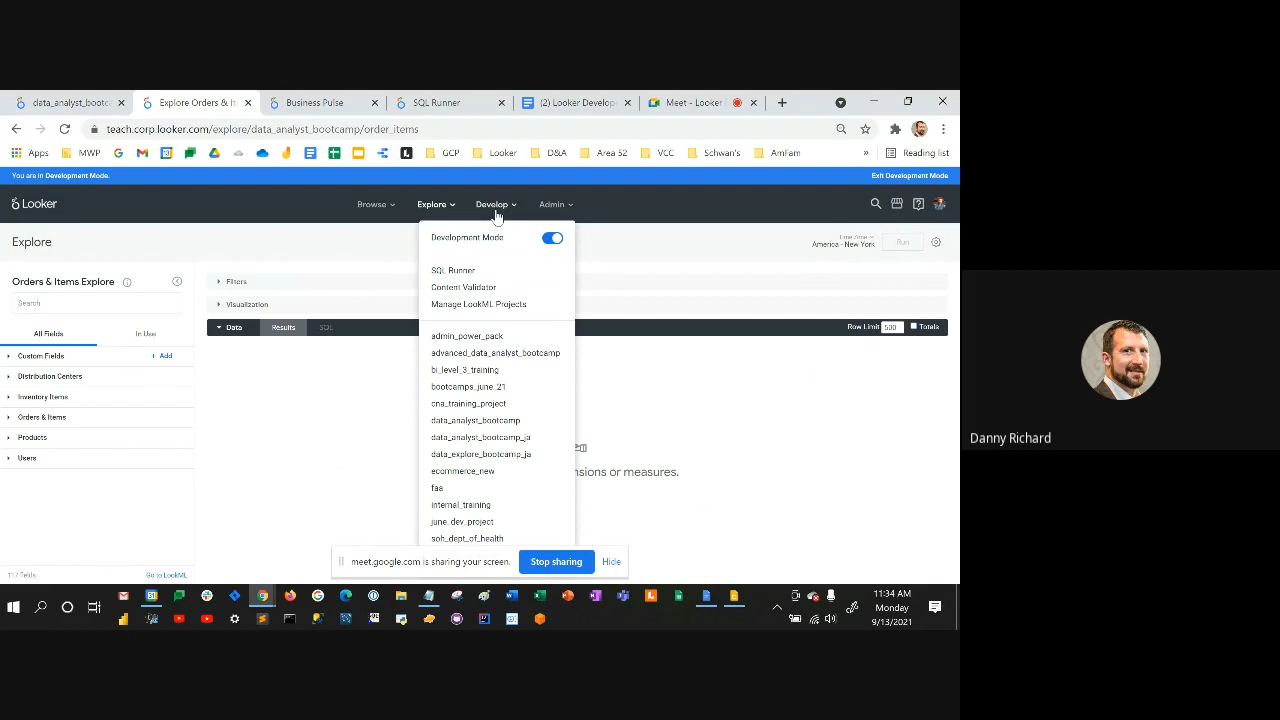 data_analyst_bootc
Explore Orders & It
Business Pulse
SQL Runner
(2) Looker Develop
Meet - Looker
teach.corp.looker.com/explore/data_analyst_bootcamp/order_items
Apps
MWP
GCP
Looker
D&A
Area 52
VCC
Schwan's
AmFam
»
Reading list
You are in Development Mode.
Exit Development Mode
Looker
Browse
Explore
Develop
Admin
Explore
Time Zone
America - New York
Run
Development Mode
SQL Runner
Content Validator
Manage LookML Projects
admin_power_pack
advanced_data_analyst_bootcamp
bi_level_3_training
bootcamps_june_21
cna_training_project
data_analyst_bootcamp
data_analyst_bootcamp_ja
data_explore_bootcamp_ja
ecommerce_new
faa
internal_training
june_dev_project
soh_dept_of_health
Orders & Items Explore
Search
All Fields
In Use
Custom Fields
+ Add
Distribution Centers
Inventory Items
Orders & Items
Products
Users
117 fields
Go to LookML
Filters
Visualization
Data
Results
SQL
Row Limit
500
Totals
nsions or measures.
meet.google.com is sharing your screen.
Stop sharing
Hide
11:34 AM
Monday
9/13/2021
Danny Richard